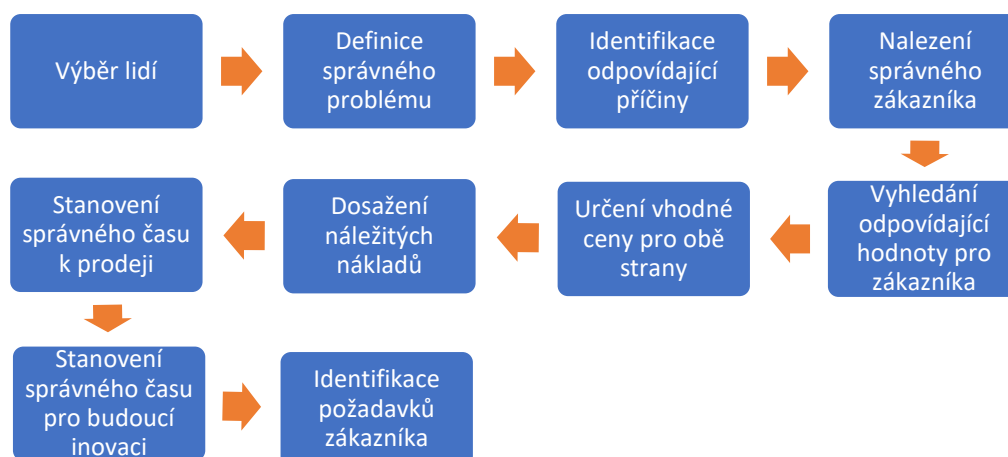 Výběr lidí
Definice
správného
problému
Identifikace
odpovídající
příčiny
Nalezení
správného
zákazníka
Vyhledání
odpovídající
hodnoty pro
zákazníka
Určení vhodné
ceny pro obě
strany
Dosažení
náležitých
nákladů
Stanovení
správného času
k prodeji
Stanovení
správného času
pro budoucí
inovaci
Identifikace
požadavků
zákazníka